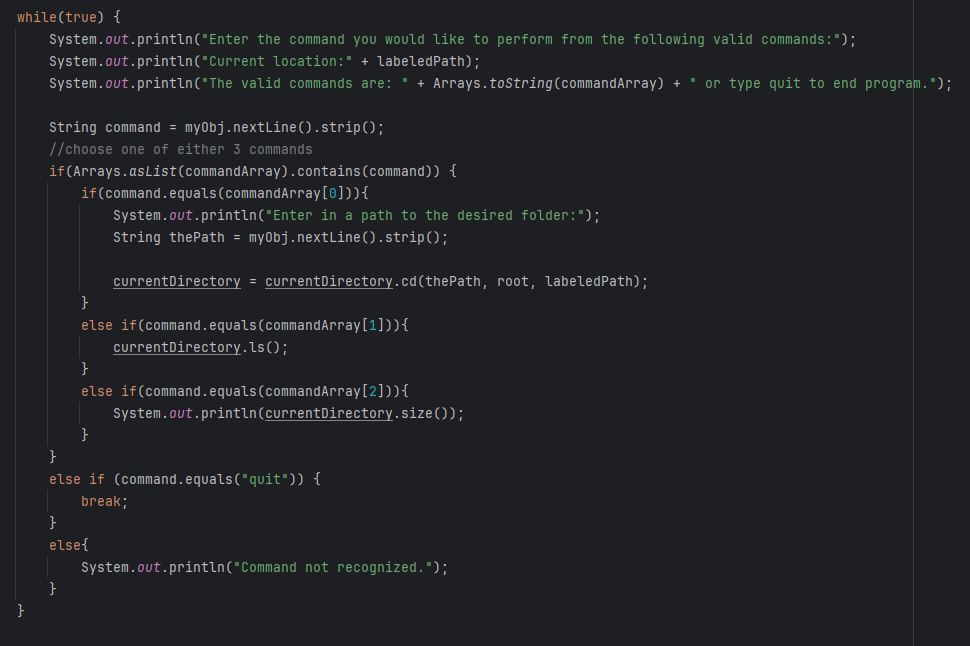 while(true) {
    System.out.println("Enter the command you would like to perform from the following valid commands:");
    System.out.println("Current location:" + labeledPath);
    System.out.println("The valid commands are: " + Arrays.toString(commandArray) + " or type quit to end program.");

    String command = myObj.nextLine().strip();
    //choose one of either 3 commands
    if(Arrays.asList(commandArray).contains(command)) {
        if(command.equals(commandArray[0])){
            System.out.println("Enter in a path to the desired folder:");
            String thePath = myObj.nextLine().strip();

            currentDirectory = currentDirectory.cd(thePath, root, labeledPath);
        }
        else if(command.equals(commandArray[1])){
            currentDirectory.ls();
        }
        else if(command.equals(commandArray[2])){
            System.out.println(currentDirectory.size());
        }
    }
    else if (command.equals("quit")) {
        break;
    }
    else{
        System.out.println("Command not recognized.");
    }
}